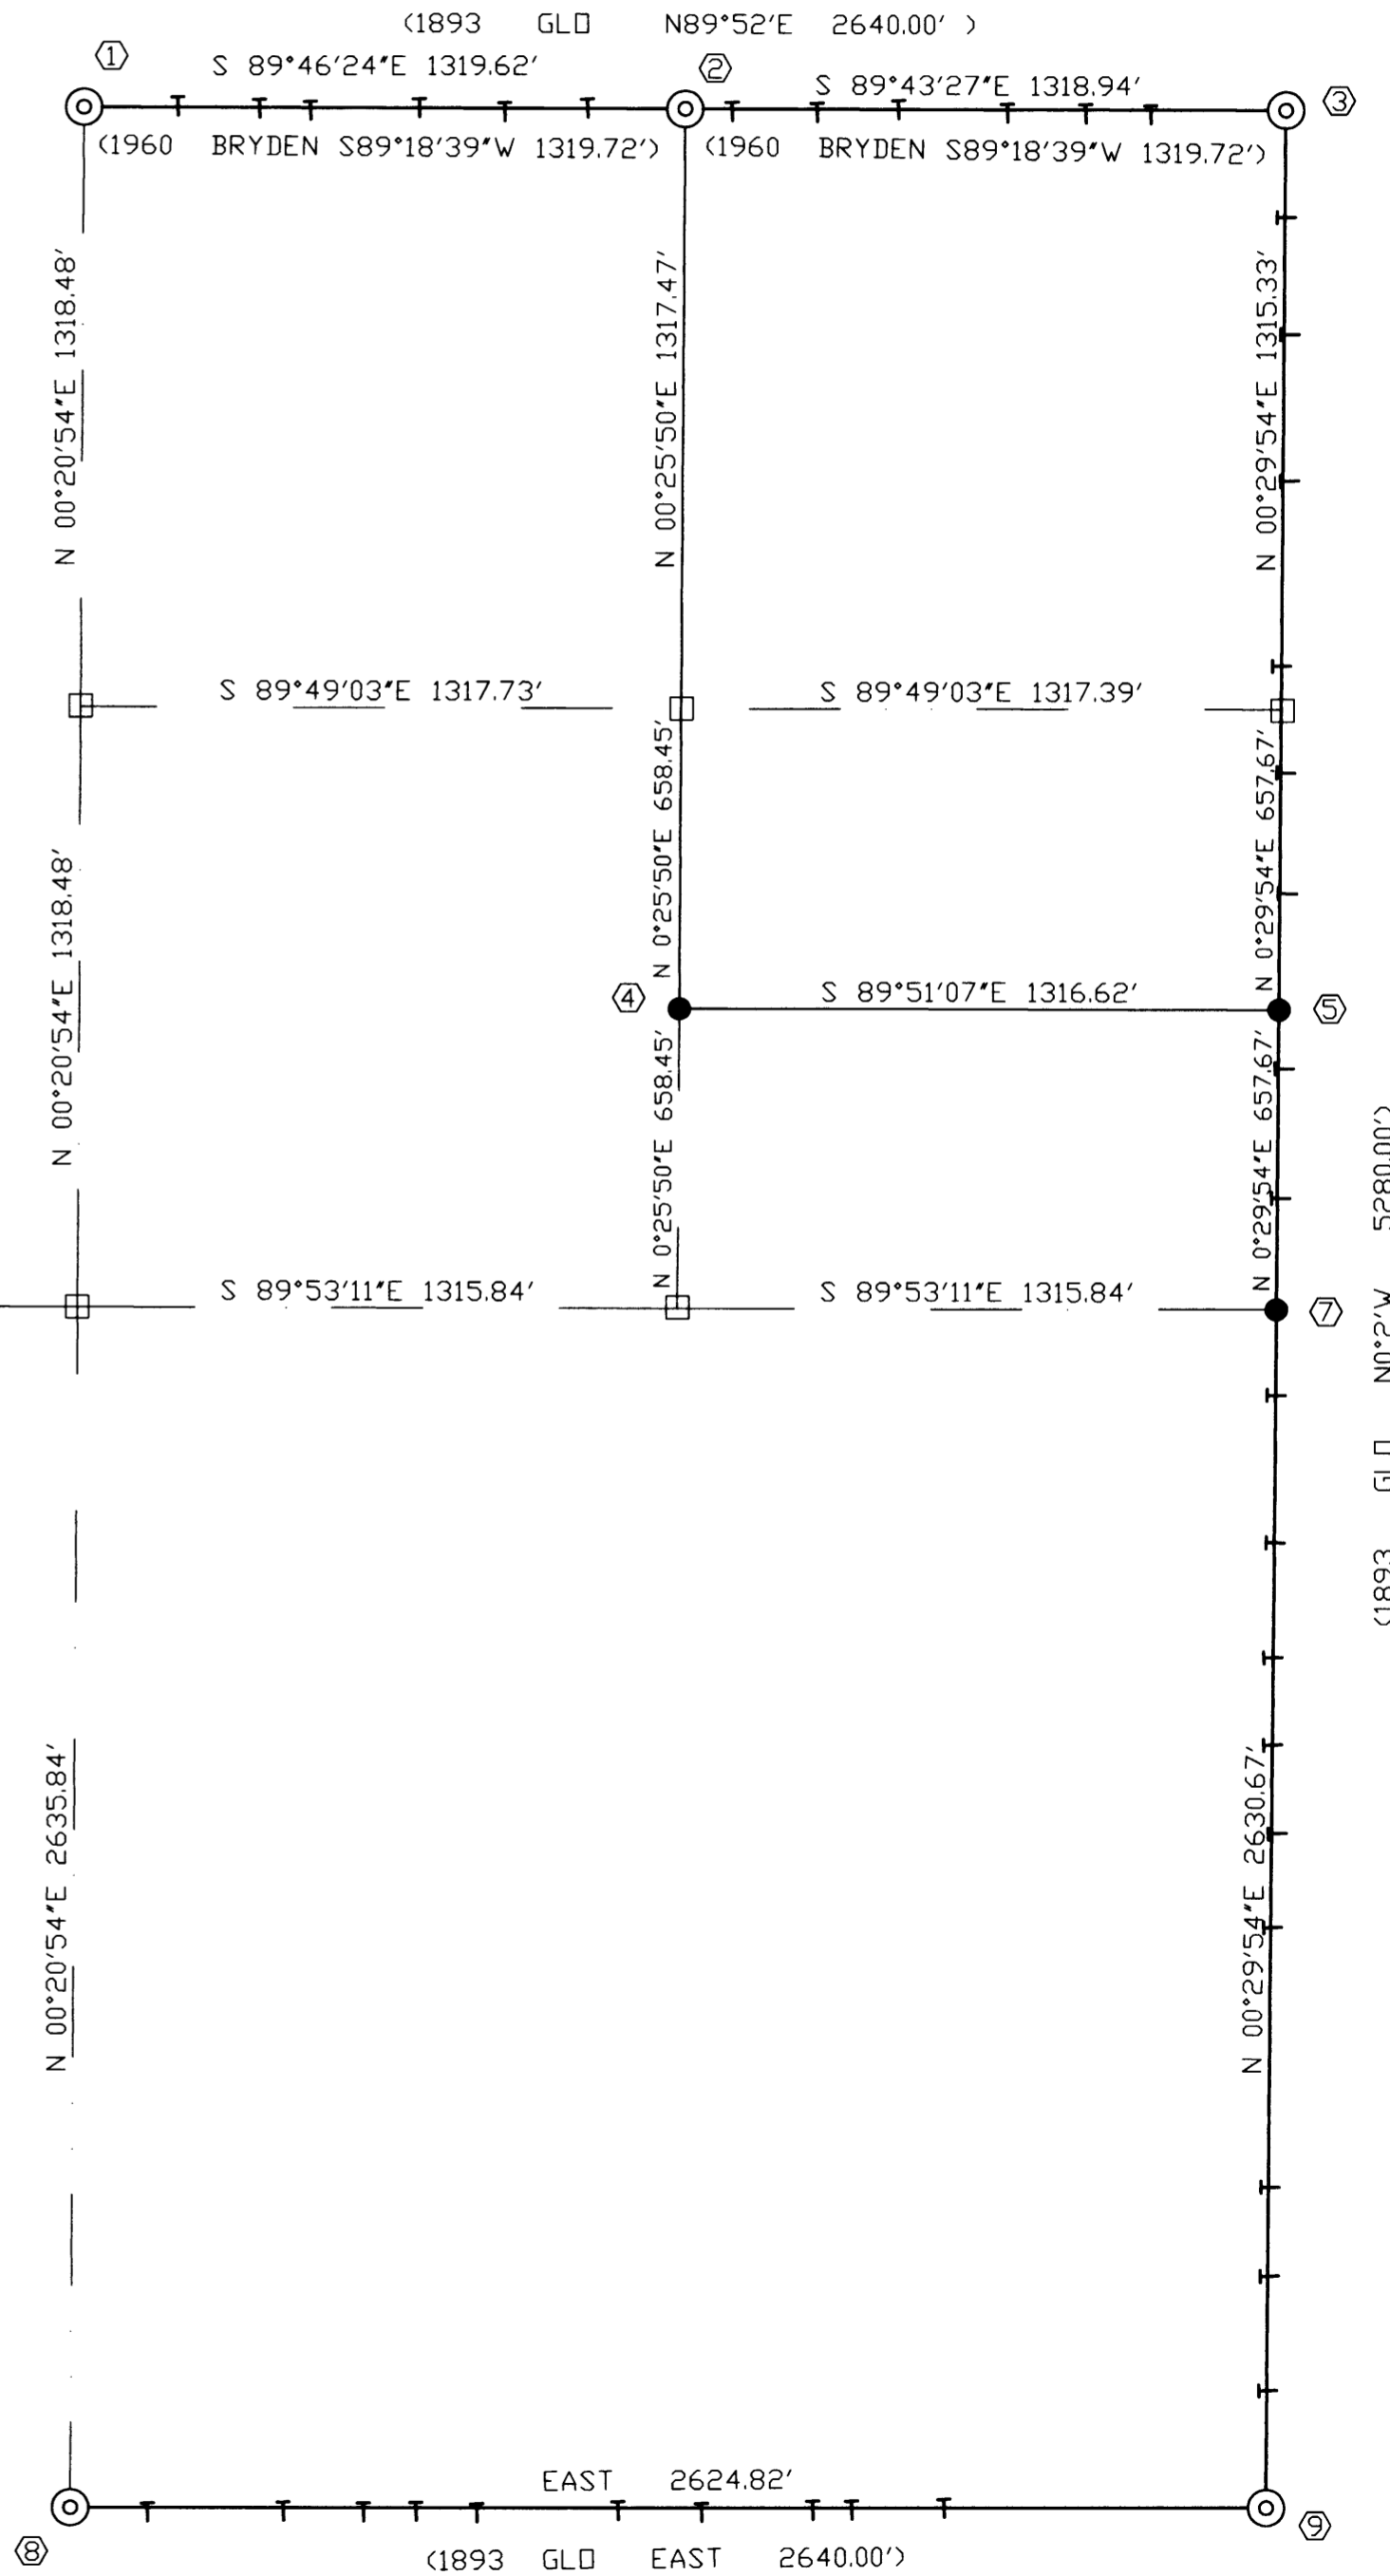 (1893 GLO N89°52'E 2640.00' )
1
S 89°46'24"E 1319.62'
2
S 89°43'27"E 1318.94'
3
(1960 BRYDEN S89°18'39"W 1319.72')
(1960 BRYDEN S89°18'39"W 1319.72')
N 00°20'54"E 1318.48'
N 00°25'50"E 1317.47'
N 00°29'54"E 1315.33'
S 89°49'03"E 1317.73'
S 89°49'03"E 1317.39'
N 00°20'54"E 1318.48'
N 0°25'50"E 658.45'
N 0°29'54"E 657.67'
4
S 89°51'07"E 1316.62'
5
N 0°25'50"E 658.45'
N 0°29'54"E 657.67'
S 89°53'11"E 1315.84'
S 89°53'11"E 1315.84'
7
(1893 GLO N0°2'W 5280.00')
N 00°20'54"E 2635.84'
N 00°29'54"E 2630.67'
EAST 2624.82'
8
9
(1893 GLO EAST 2640.00')